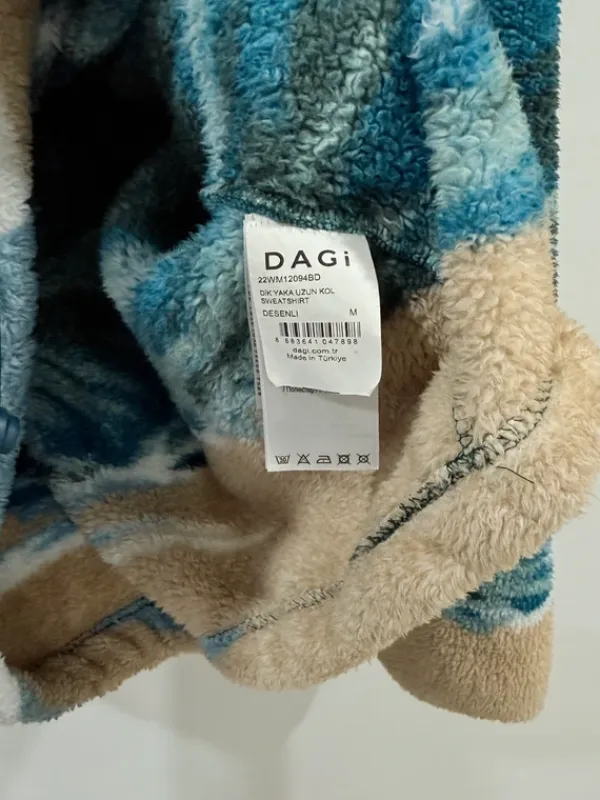 DAGi
22WM12094BD
DİK YAKA UZUN KOL
SWEATSHIRT
DESENLİ M
8 683641 047898
dagi.com.tr
Made in Türkiye